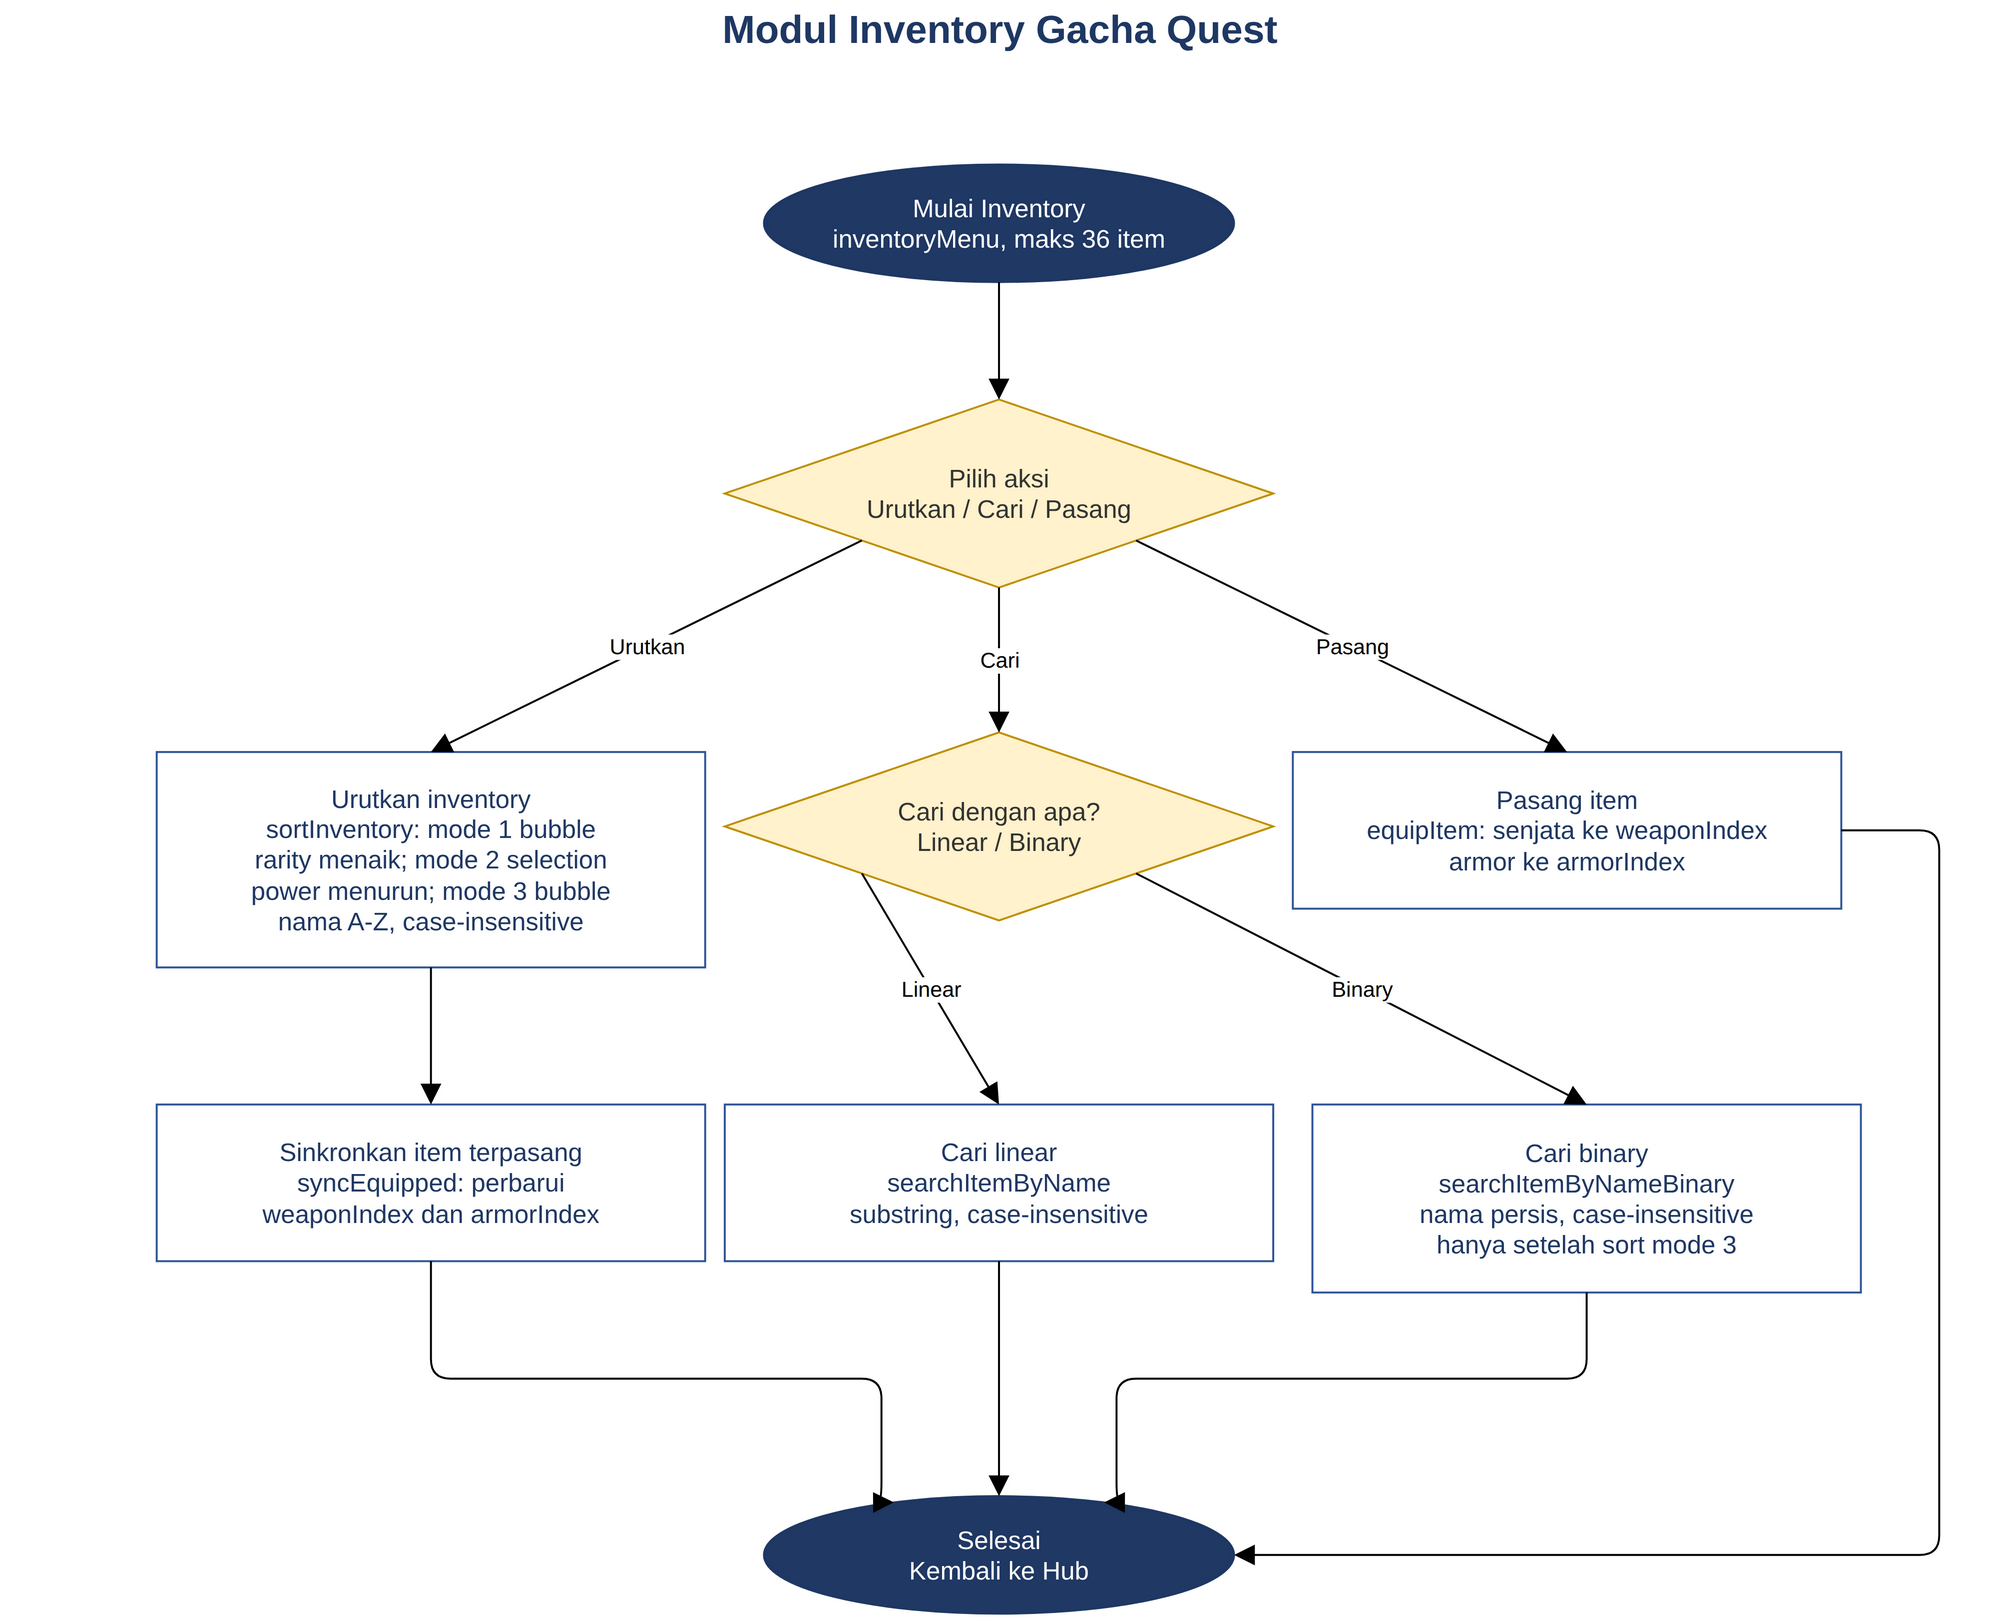 Modul Inventory Gacha Quest
Mulai Inventory
inventoryMenu, maks 36 item
Pilih aksi
Urutkan / Cari / Pasang
Urutkan
Cari
Pasang
Urutkan inventory
sortInventory: mode 1 bubble
rarity menaik; mode 2 selection
power menurun; mode 3 bubble
nama A-Z, case-insensitive
Cari dengan apa?
Linear / Binary
Pasang item
equipItem: senjata ke weaponIndex
armor ke armorIndex
Linear
Binary
Sinkronkan item terpasang
syncEquipped: perbarui
weaponIndex dan armorIndex
Cari linear
searchItemByName
substring, case-insensitive
Cari binary
searchItemByNameBinary
nama persis, case-insensitive
hanya setelah sort mode 3
Selesai
Kembali ke Hub